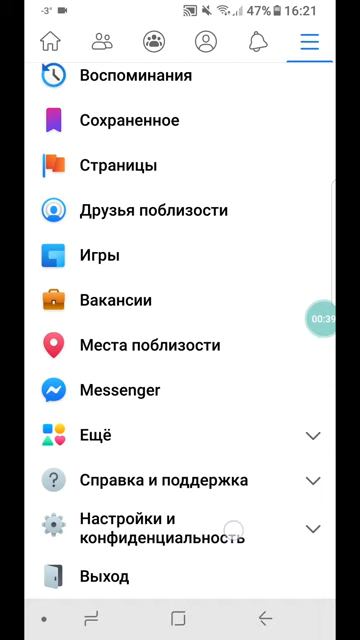 -3° 47% 16:21
Воспоминания
Сохраненное
Страницы
Друзья поблизости
Игры
Вакансии
00:39
Места поблизости
Messenger
Ещё
Справка и поддержка
Настройки и
конфиденциальность
Выход